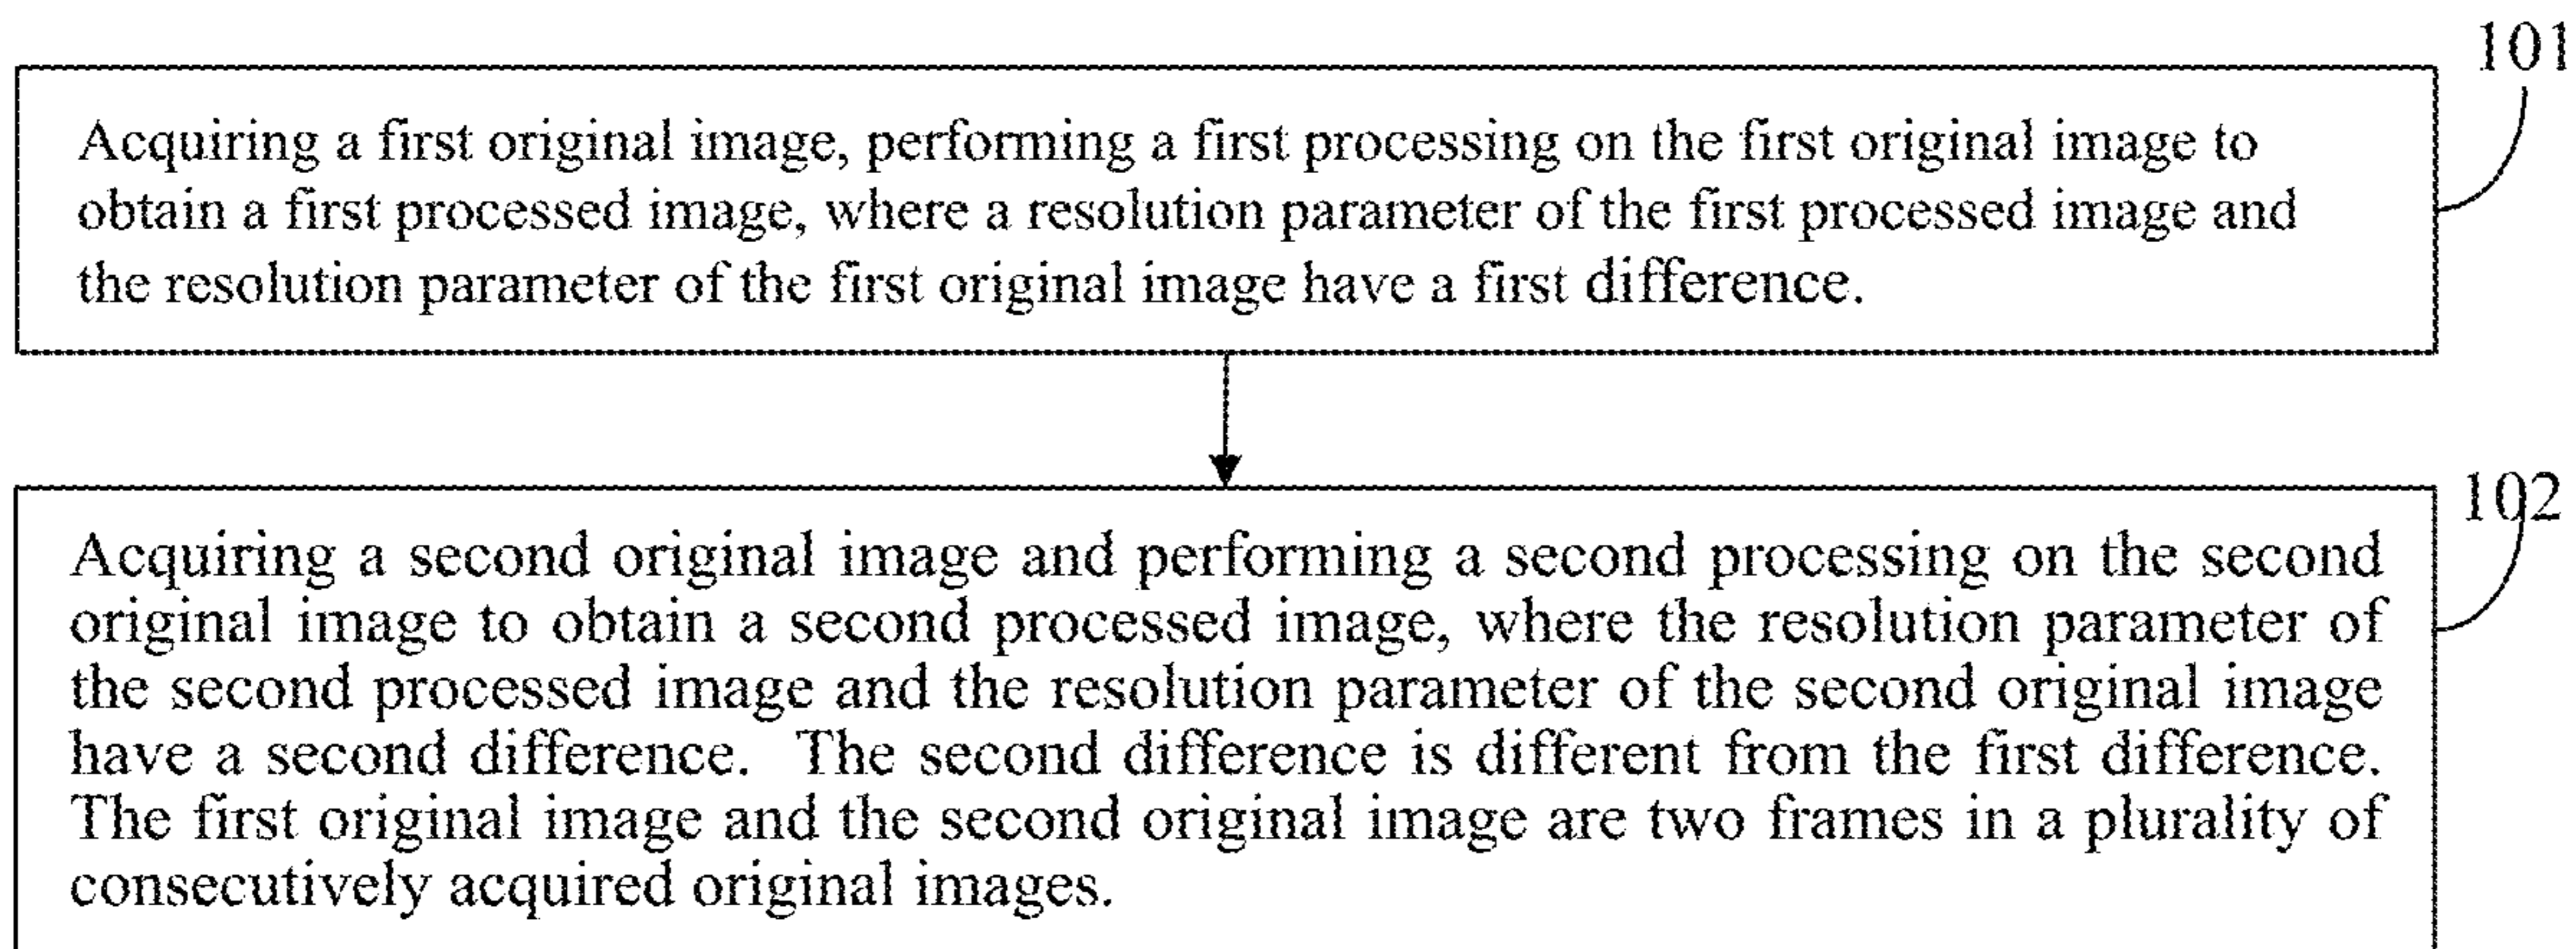 101
Acquiring a first original image, performing a first processing on the first original image to
obtain a first processed image, where a resolution parameter of the first processed image and
the resolution parameter of the first original image have a first difference.
102
Acquiring a second original image and performing a second processing on the second
original image to obtain a second processed image, where the resolution parameter of
the second processed image and the resolution parameter of the second original image
have a second difference. The second difference is different from the first difference.
The first original image and the second original image are two frames in a plurality of
consecutively acquired original images.